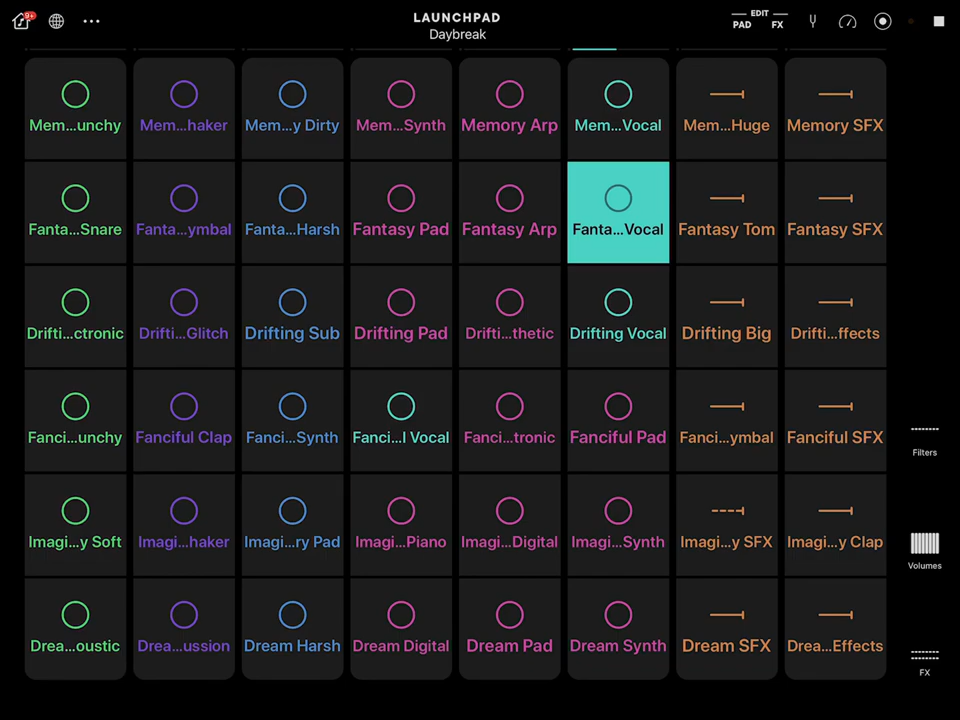 LAUNCHPAD
Daybreak
9+
EDIT
PAD FX
Mem...unchy Mem...haker Mem...y Dirty Mem...Synth Memory Arp Mem...Vocal Mem...Huge Memory SFX
Fanta...Snare Fanta...ymbal Fanta...Harsh Fantasy Pad Fantasy Arp Fanta...Vocal Fantasy Tom Fantasy SFX
Drifti...ctronic Drifti...Glitch Drifting Sub Drifting Pad Drifti...thetic Drifting Vocal Drifting Big Drifti...ffects
Fanci...unchy Fanciful Clap Fanci...Synth Fanci...l Vocal Fanci...tronic Fanciful Pad Fanci...ymbal Fanciful SFX
Filters
Imagi...y Soft Imagi...haker Imagi...ry Pad Imagi...Piano Imagi...Digital Imagi...Synth Imagi...y SFX Imagi...y Clap
Volumes
Drea...oustic Drea...ussion Dream Harsh Dream Digital Dream Pad Dream Synth Dream SFX Drea...Effects
FX